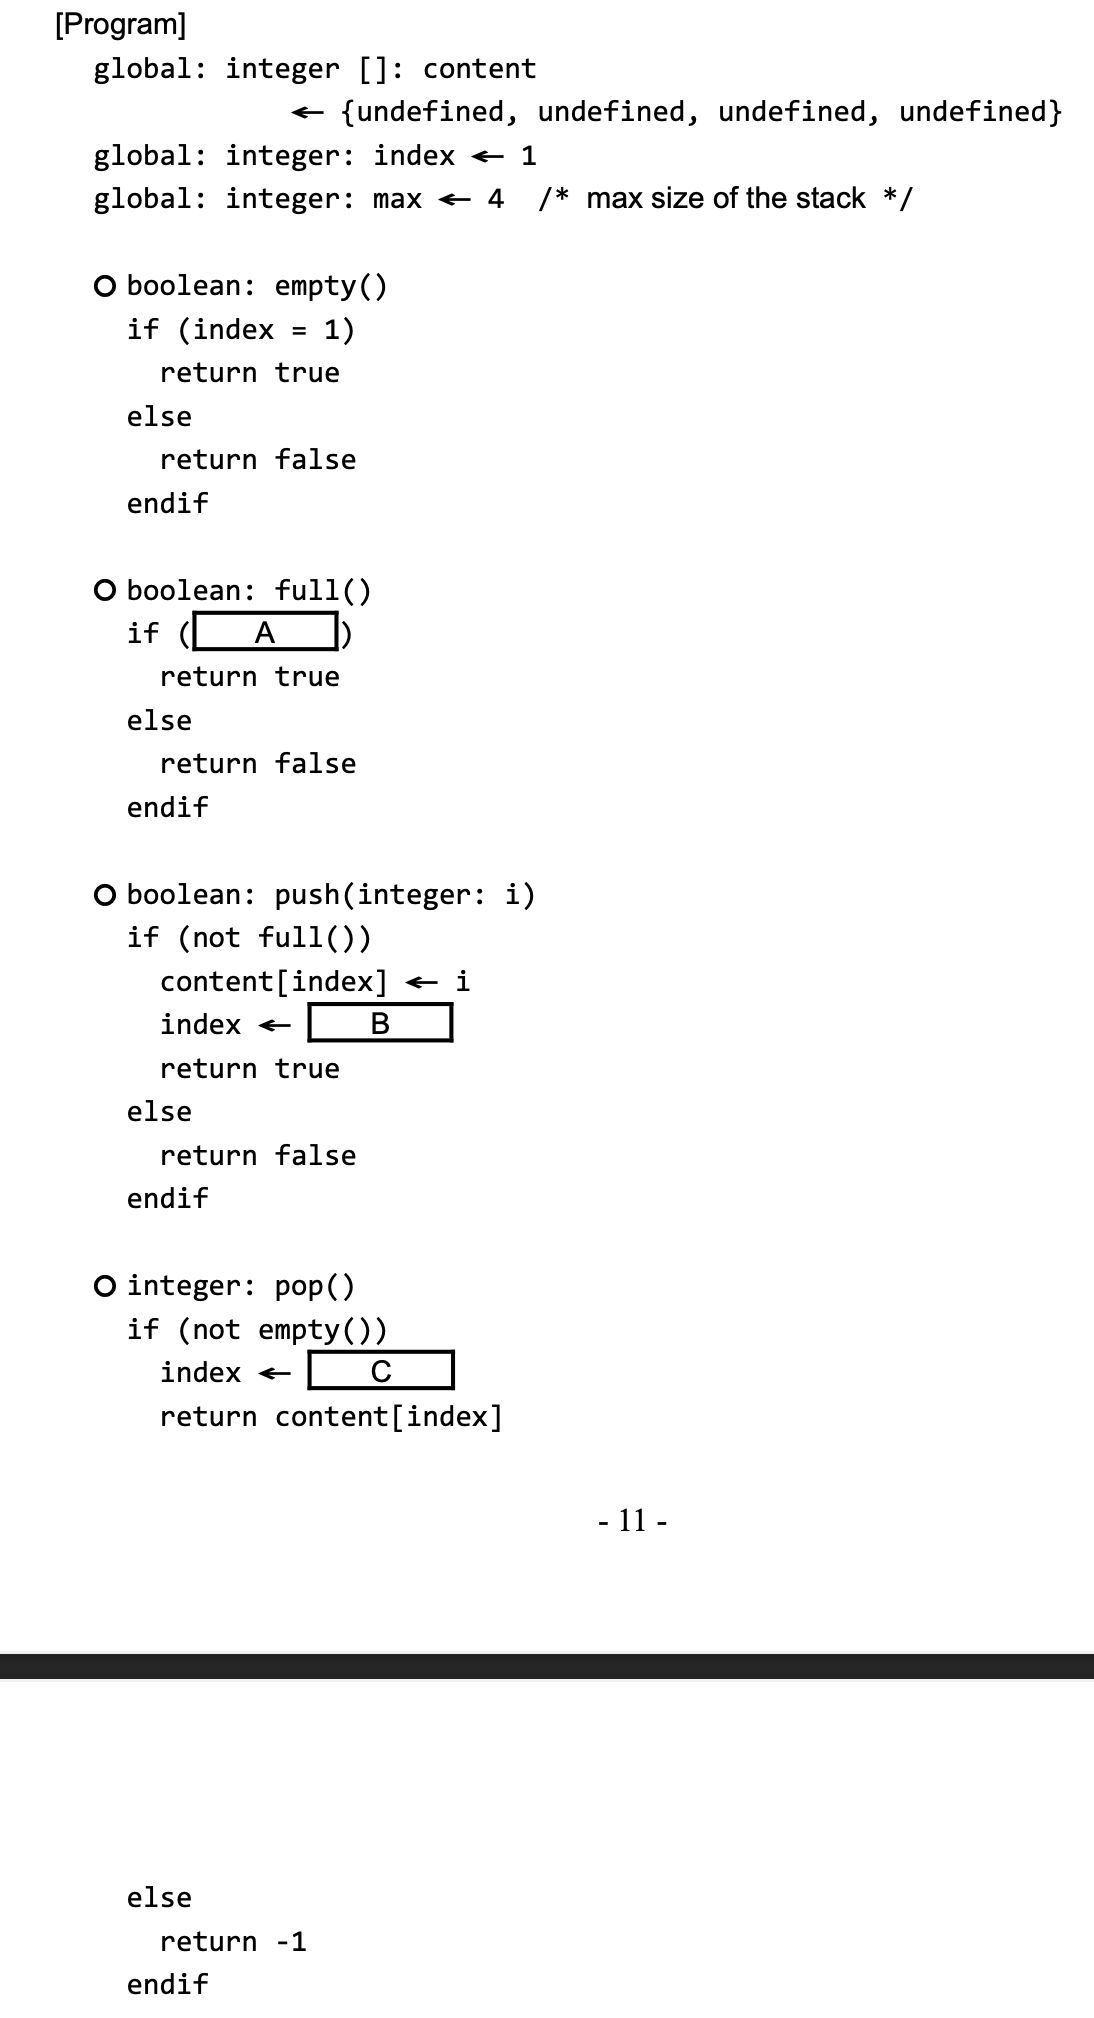 [Program]
global: integer []: content
← {undefined, undefined, undefined, undefined}
global: integer: index ← 1
global: integer: max ← 4 /* max size of the stack */
○ boolean: empty()
if (index = 1)
return true
else
return false
endif
○ boolean: full()
if ( A )
return true
else
return false
endif
○ boolean: push(integer: i)
if (not full())
content[index] ← i
index ← B
return true
else
return false
endif
○ integer: pop()
if (not empty())
index ← C
return content[index]
- 11 -
else
return -1
endif